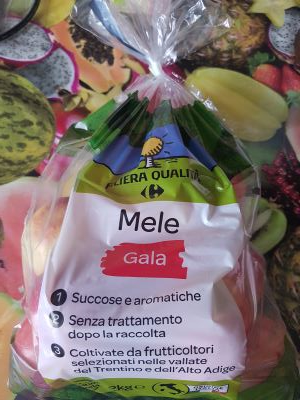 FILIERA QUALITÀ
Mele
Gala
1 Succose e aromatiche
2 Senza trattamento
dopo la raccolta
3 Coltivate da frutticoltori
selezionati nelle vallate
del Trentino e dell'Alto Adige
2kg e